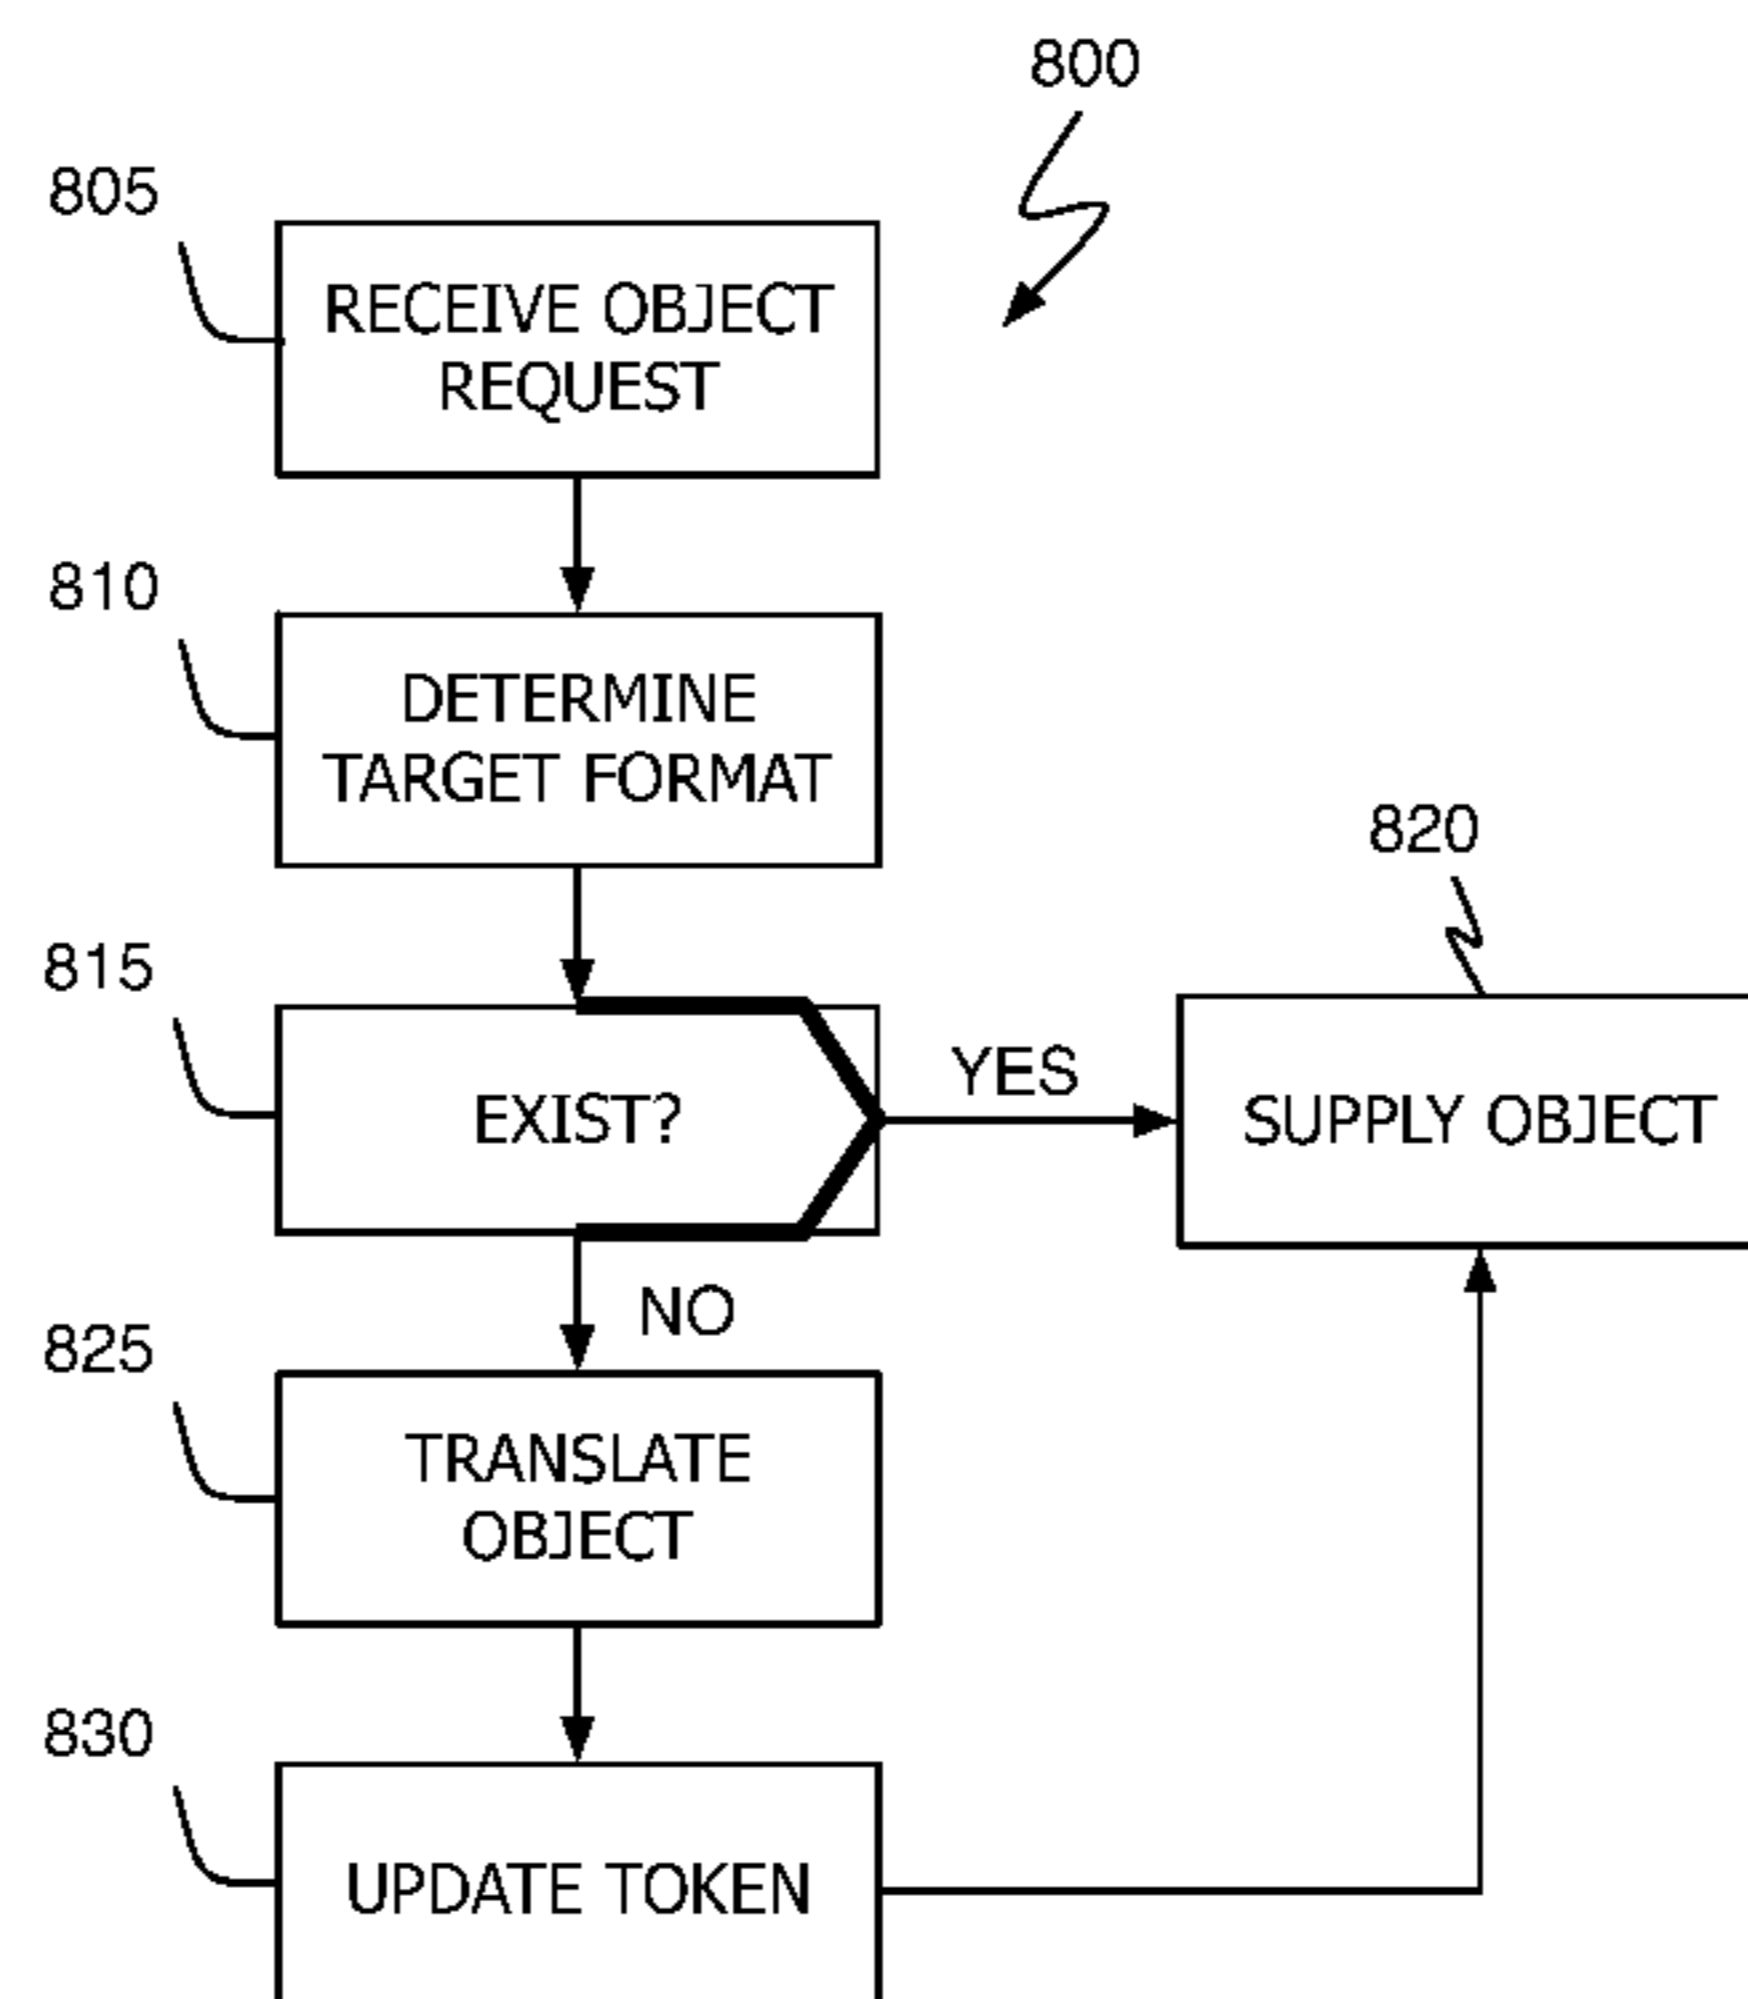 800
805
RECEIVE OBJECT
REQUEST
810
DETERMINE
TARGET FORMAT
820
815
EXIST?
YES
SUPPLY OBJECT
NO
825
TRANSLATE
OBJECT
830
UPDATE TOKEN